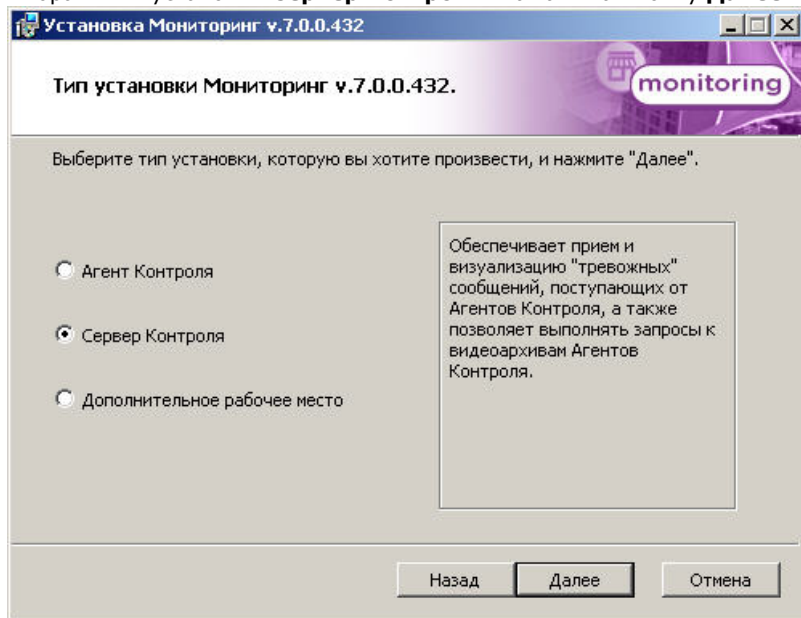 Установка Мониторинг v.7.0.0.432
Тип установки Мониторинг v.7.0.0.432.
monitoring
Выберите тип установки, которую вы хотите произвести, и нажмите "Далее".
Агент Контроля
Сервер Контроля
Дополнительное рабочее место
Обеспечивает прием и
визуализацию "тревожных"
сообщений, поступающих от
Агентов Контроля, а также
позволяет выполнять запросы к
видеоархивам Агентов
Контроля.
Назад
Далее
Отмена